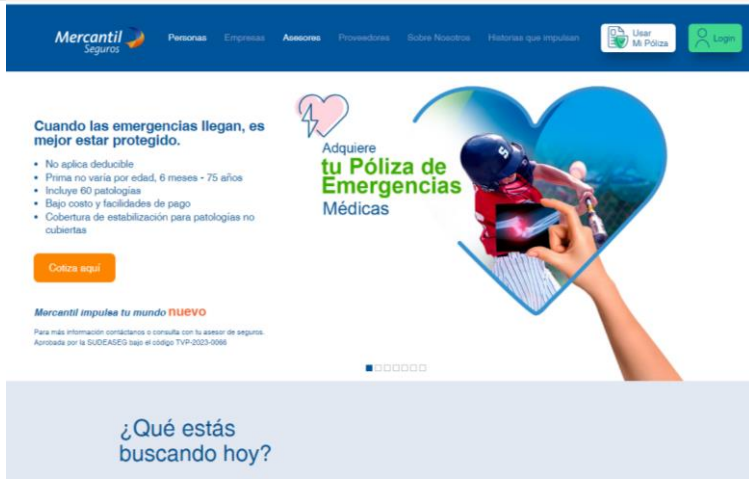 Mercantil
Seguros
Personas
Empresas
Asesores
Proveedores
Sobre Nosotros
Historias que impulsan
Usar
Mi Póliza
Login
Cuando las emergencias llegan, es
mejor estar protegido.
• No aplica deducible
• Prima no varía por edad, 6 meses - 75 años
• Incluye 60 patologías
• Bajo costo y facilidades de pago
• Cobertura de estabilización para patologías no
cubiertas
Cotiza aquí
Mercantil impulsa tu mundo nuevo
Para más información contáctanos o consulta con tu asesor de seguros.
Aprobada por la SUDEASEG bajo el código TVP-2023-0066
Adquiere
tu Póliza de
Emergencias
Médicas
S
¿Qué estás
buscando hoy?